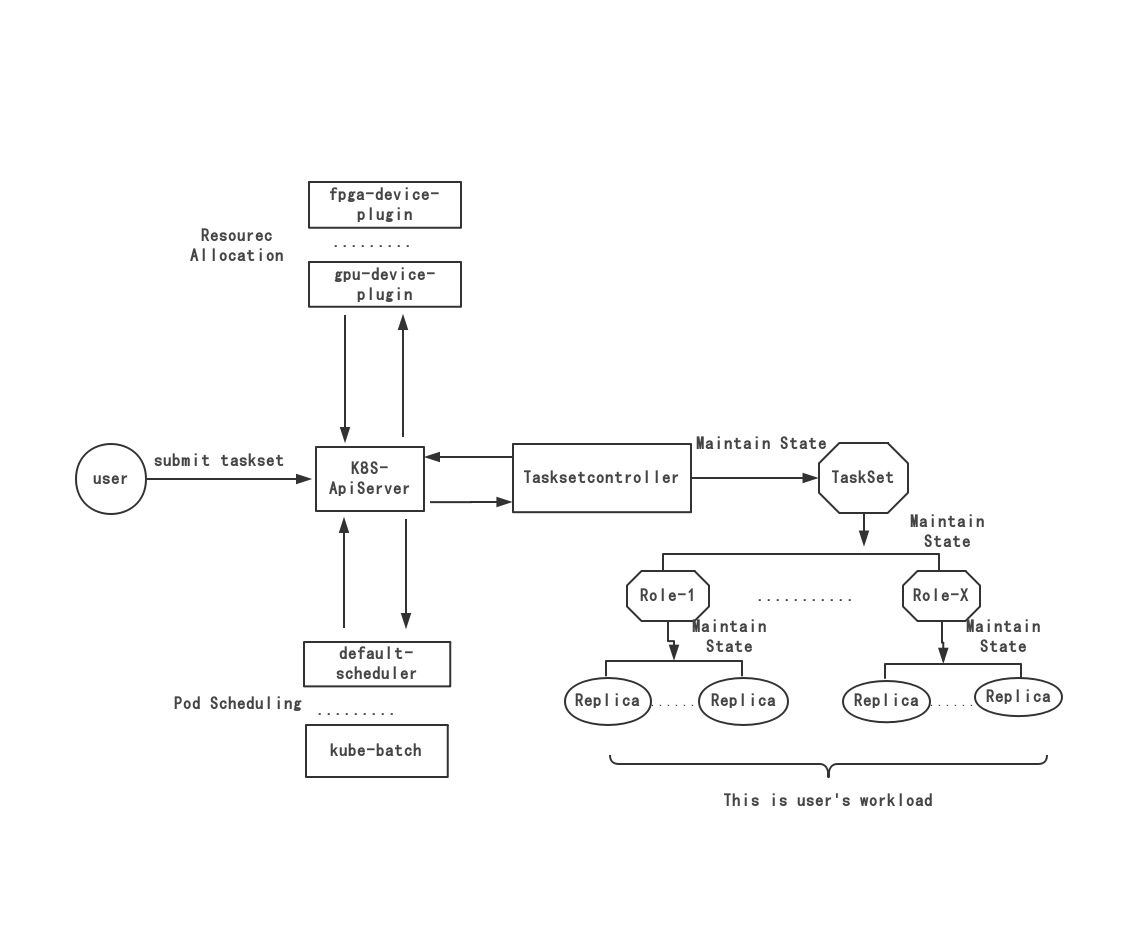 fpga-device-
plugin
Resourec
Allocation
.........
gpu-device-
plugin
user
submit taskset
K8S-
ApiServer
Tasksetcontroller
Maintain State
TaskSet
Maintain
State
Role-1
...........
Role-X
Maintain
State
Maintain
State
Replica
......
Replica
Replica
......
Replica
default-
scheduler
Pod Scheduling
.........
kube-batch
This is user's workload